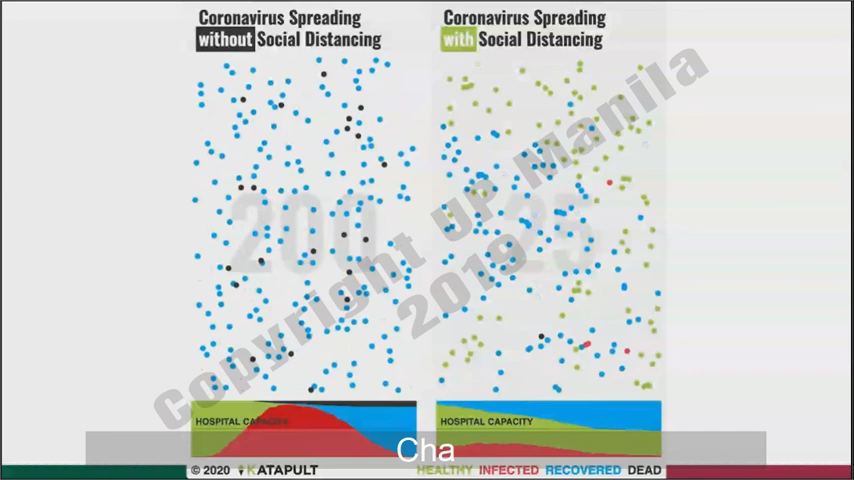 Coronavirus Spreading
without Social Distancing
Coronavirus Spreading
with Social Distancing
200
25
Copyright UP Manila
2019
HOSPITAL CAPACITY
HOSPITAL CAPACITY
Cha
© 2020 KATAPULT
HEALTHY INFECTED RECOVERED DEAD